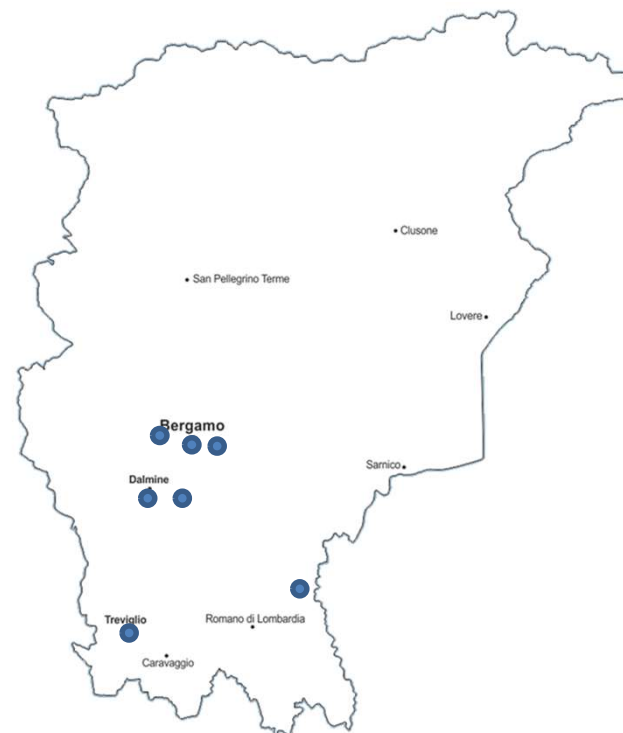 Clusone
San Pellegrino Terme
Lovere
Bergamo
Sarnico
Dalmine
Treviglio
Romano di Lombardia
Caravaggio